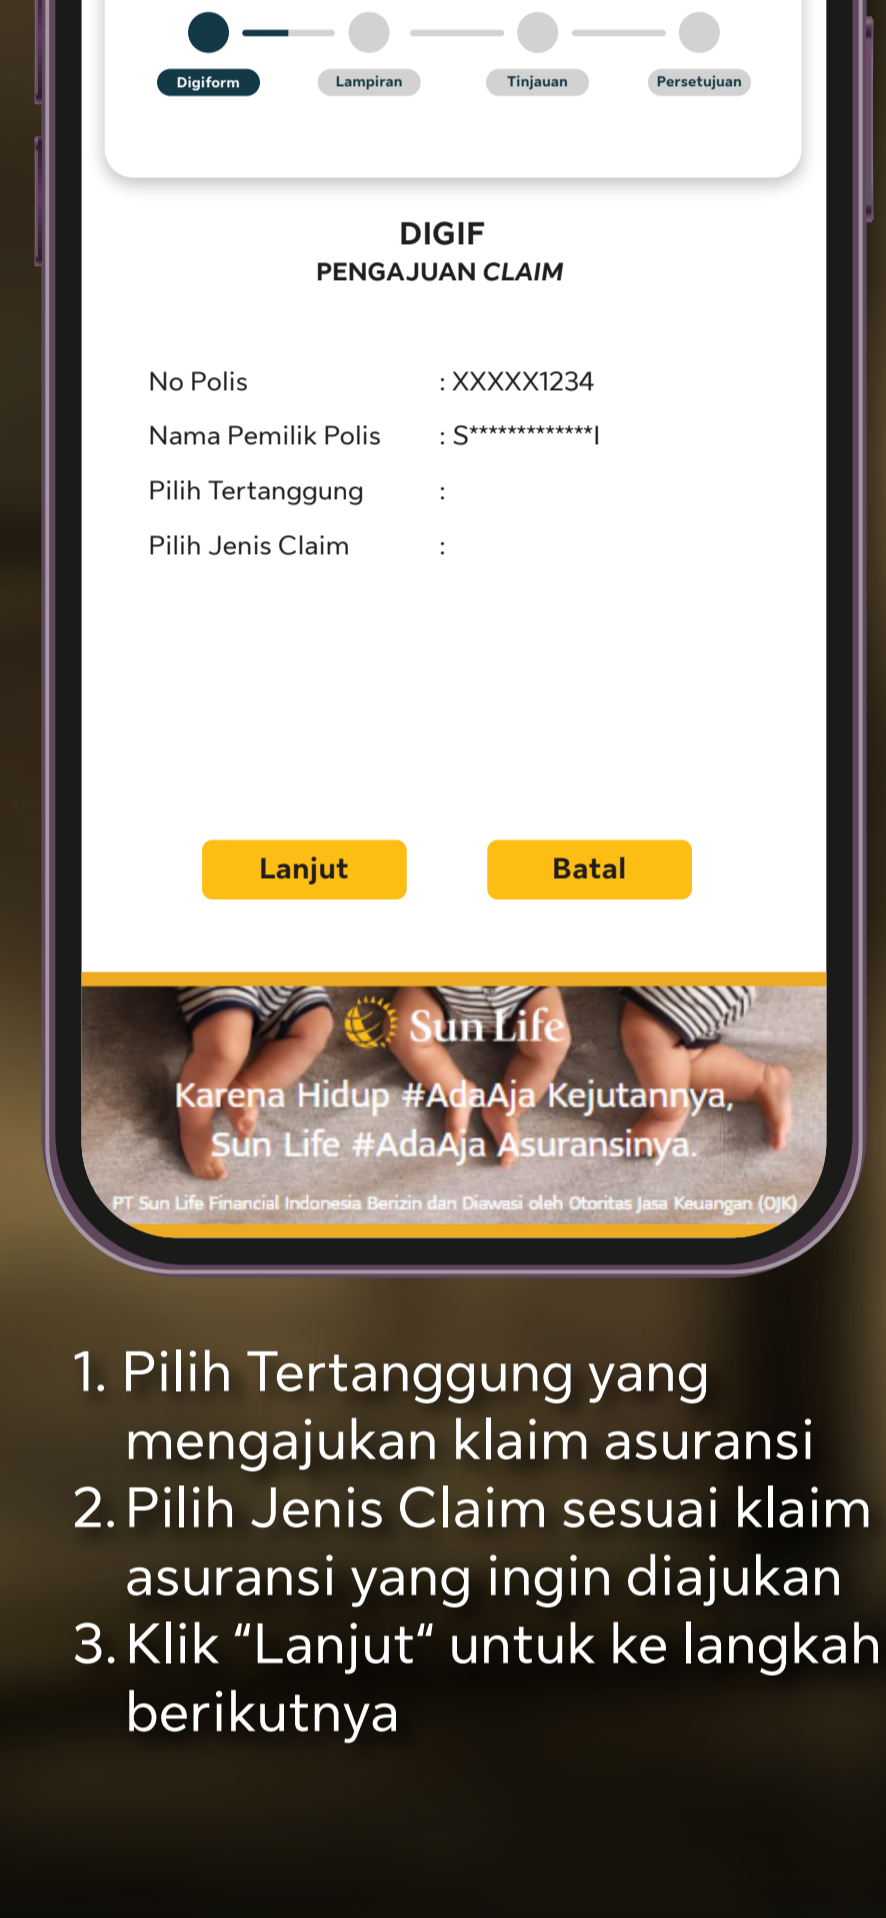 Digiform
Lampiran
Tinjauan
Persetujuan
DIGIF
PENGAJUAN CLAIM
No Polis : XXXXX1234
Nama Pemilik Polis : S*************I
Pilih Tertanggung :
Pilih Jenis Claim :
Lanjut
Batal
Sun Life
Karena Hidup #AdaAja Kejutannya,
Sun Life #AdaAja Asuransinya.
PT Sun Life Financial Indonesia Berizin dan Diawasi oleh Otoritas Jasa Keuangan (OJK)
1. Pilih Tertanggung yang
mengajukan klaim asuransi
2. Pilih Jenis Claim sesuai klaim
asuransi yang ingin diajukan
3. Klik “Lanjut“ untuk ke langkah
berikutnya